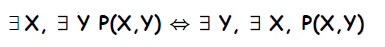 ∃ X, ∃ Y P(X,Y) ⇔ ∃ Y, ∃ X, P(X,Y)